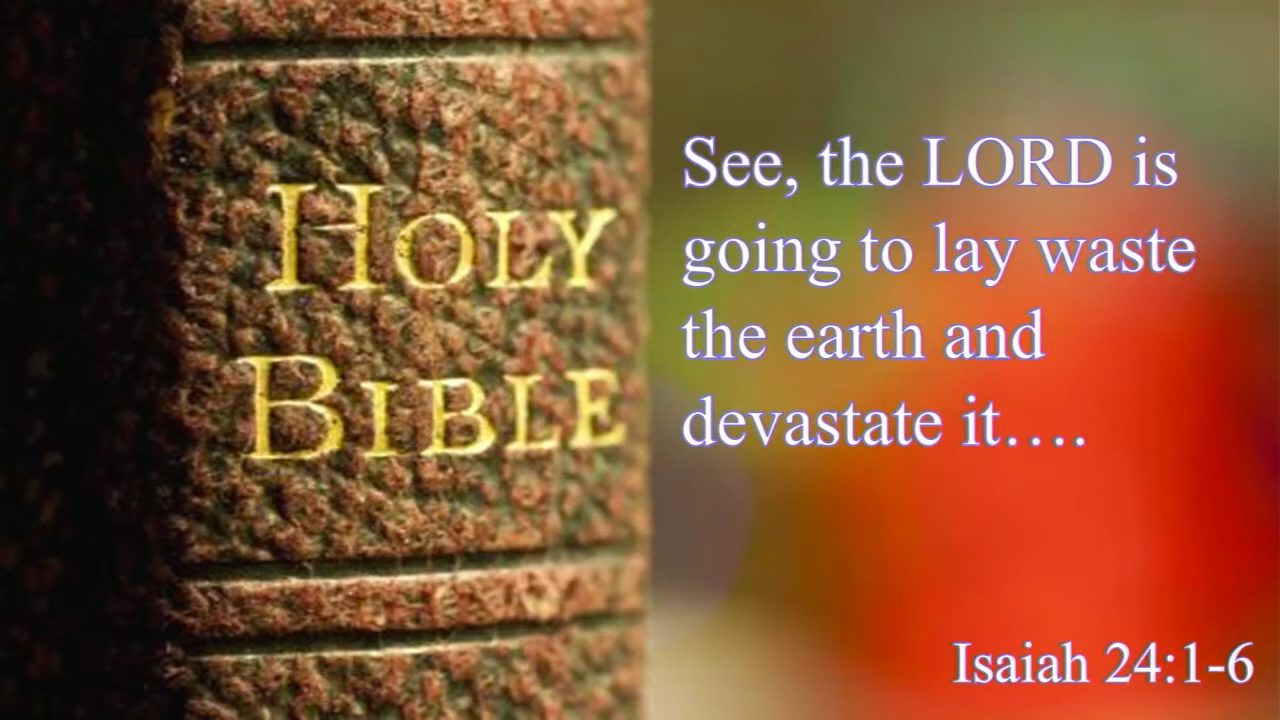 HOLY
BIBLE
See, the LORD is
going to lay waste
the earth and
devastate it….
Isaiah 24:1-6